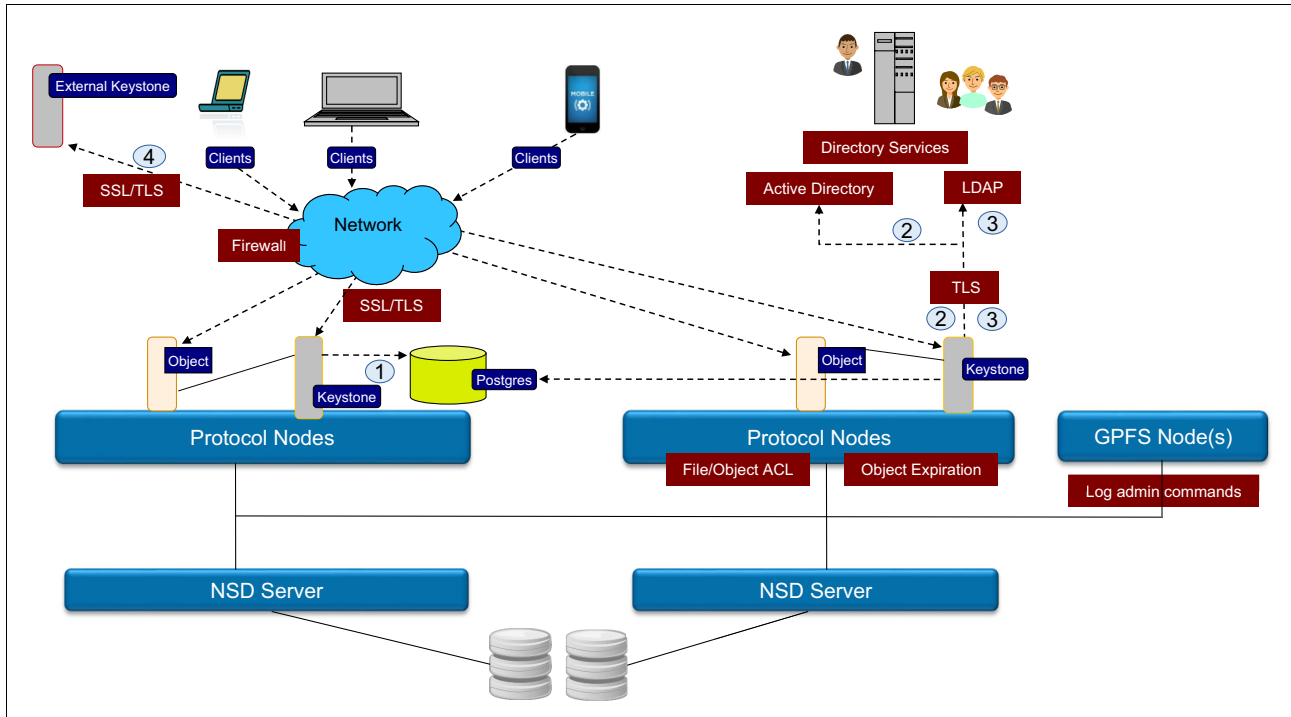 External Keystone
MOBILE
Clients
Clients
Clients
4
SSL/TLS
Network
Firewall
SSL/TLS
Directory Services
Active Directory
LDAP
2
3
TLS
2
3
Object
1
Keystone
Postgres
Object
Keystone
Protocol Nodes
Protocol Nodes
GPFS Node(s)
File/Object ACL
Object Expiration
Log admin commands
NSD Server
NSD Server